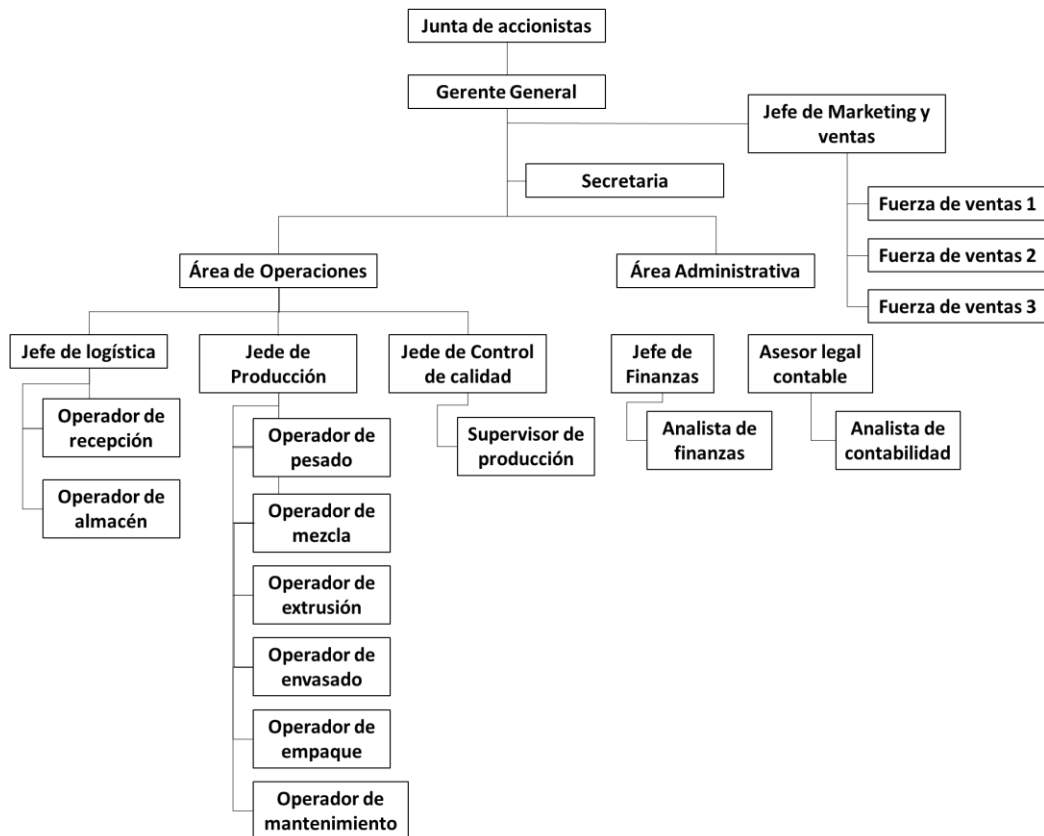 Junta de accionistas
Gerente General
Jefe de Marketing y
ventas
Secretaria
Fuerza de ventas 1
Fuerza de ventas 2
Fuerza de ventas 3
Área de Operaciones
Área Administrativa
Jefe de logística
Jede de
Producción
Jede de Control
de calidad
Jefe de
Finanzas
Asesor legal
contable
Operador de
recepción
Operador de
almacén
Operador de
pesado
Operador de
mezcla
Operador de
extrusión
Operador de
envasado
Operador de
empaque
Operador de
mantenimiento
Supervisor de
producción
Analista de
finanzas
Analista de
contabilidad